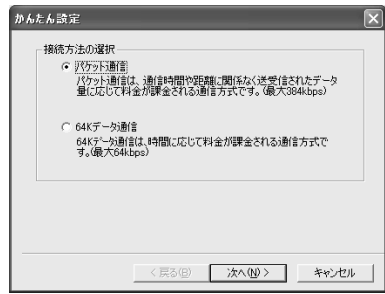 かんたん設定
接続方法の選択
パケット通信
パケット通信は、通信時間や距離に関係なく送受信されたデータ
量に応じて料金が課金される通信方式です。(最大384kbps)
64Kデータ通信
64Kデータ通信は、時間に応じて料金が課金される通信方式で
す。(最大64kbps)
< 戻る(B)
次へ(N) >
キャンセル